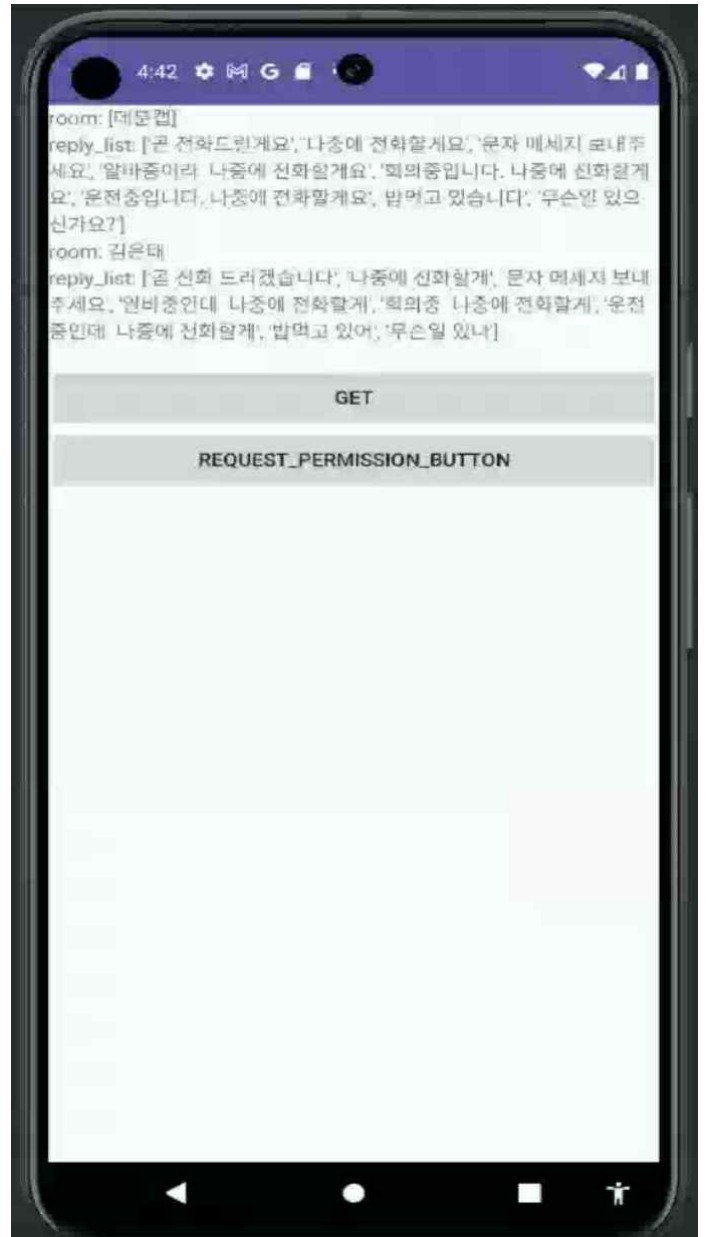 4:42
room: [데문캡]
reply_list: ['곧 전화드린게요', '나중에 전화할게요', '문자 메세지 보내주
세요', '알바중이라 나중에 전화할게요', '회의중입니다. 나중에 전화할게
요', '운전중입니다. 나중에 전화할게요', 밥먹고 있습니다', '무슨일 있으
신가요?']
room: 김은태
reply_list: ['곧 전화 드리겠습니다', '나중에 전화할게', 문자 메세지 보내
주세요', 나중에 전화할게', '회의중 나중에 전화할게', '운전
중인데 나중에 전화할게', '밥먹고 있어', '무슨일 있냐']
GET
REQUEST_PERMISSION_BUTTON